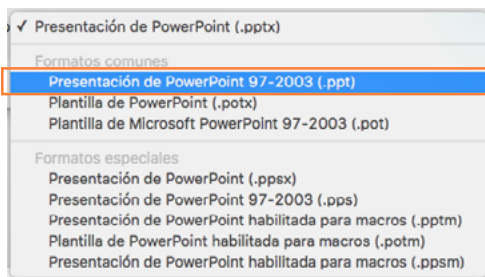 ✓ Presentación de PowerPoint (.pptx)
Formatos comunes
Presentación de PowerPoint 97-2003 (.ppt)
Plantilla de PowerPoint (.potx)
Plantilla de Microsoft PowerPoint 97-2003 (.pot)
Formatos especiales
Presentación de PowerPoint (.ppsx)
Presentación de PowerPoint 97-2003 (.pps)
Presentación de PowerPoint habilitada para macros (.pptm)
Plantilla de PowerPoint habilitada para macros (.potm)
Presentación de PowerPoint habilitada para macros (.ppsm)